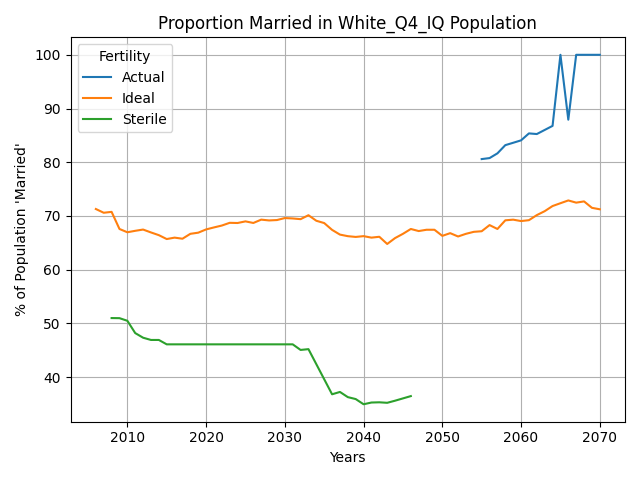 Proportion Married in White_Q4_IQ Population
% of Population 'Married'
100
90
80
70
60
50
40
Fertility
Actual
Ideal
Sterile
2010 2020 2030 2040 2050 2060 2070
Years